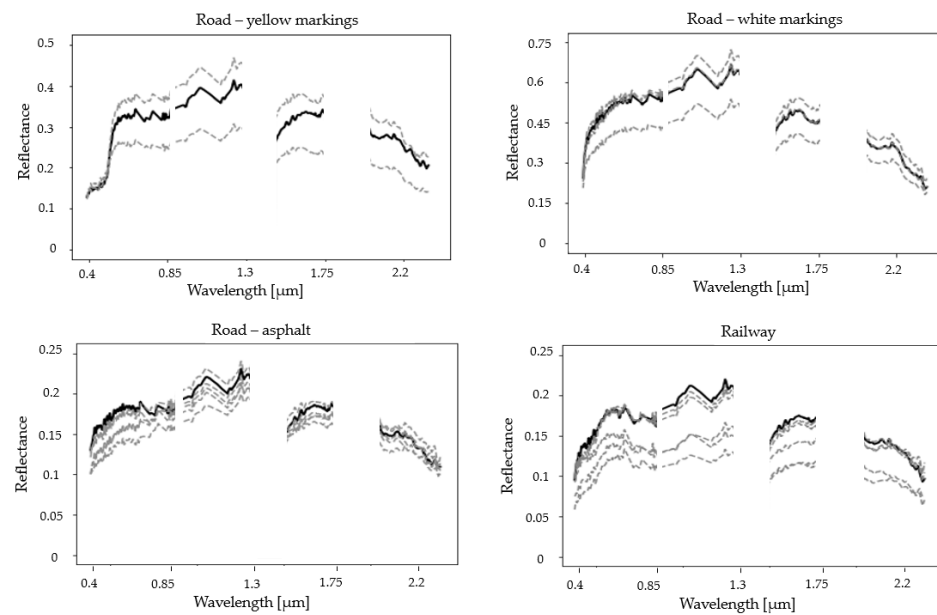 Road – yellow markings
Reflectance
0.5
0.4
0.3
0.2
0.1
0
0.4 0.85 1.3 1.75 2.2
Wavelength [μm]
Road – white markings
Reflectance
0.75
0.6
0.45
0.3
0.15
0
0.4 0.85 1.3 1.75 2.2
Wavelength [μm]
Road – asphalt
Reflectance
0.25
0.2
0.15
0.1
0.05
0
0.4 0.85 1.3 1.75 2.2
Wavelength [μm]
Railway
Reflectance
0.25
0.2
0.15
0.1
0.05
0
0.4 0.85 1.3 1.75 2.2
Wavelength [μm]